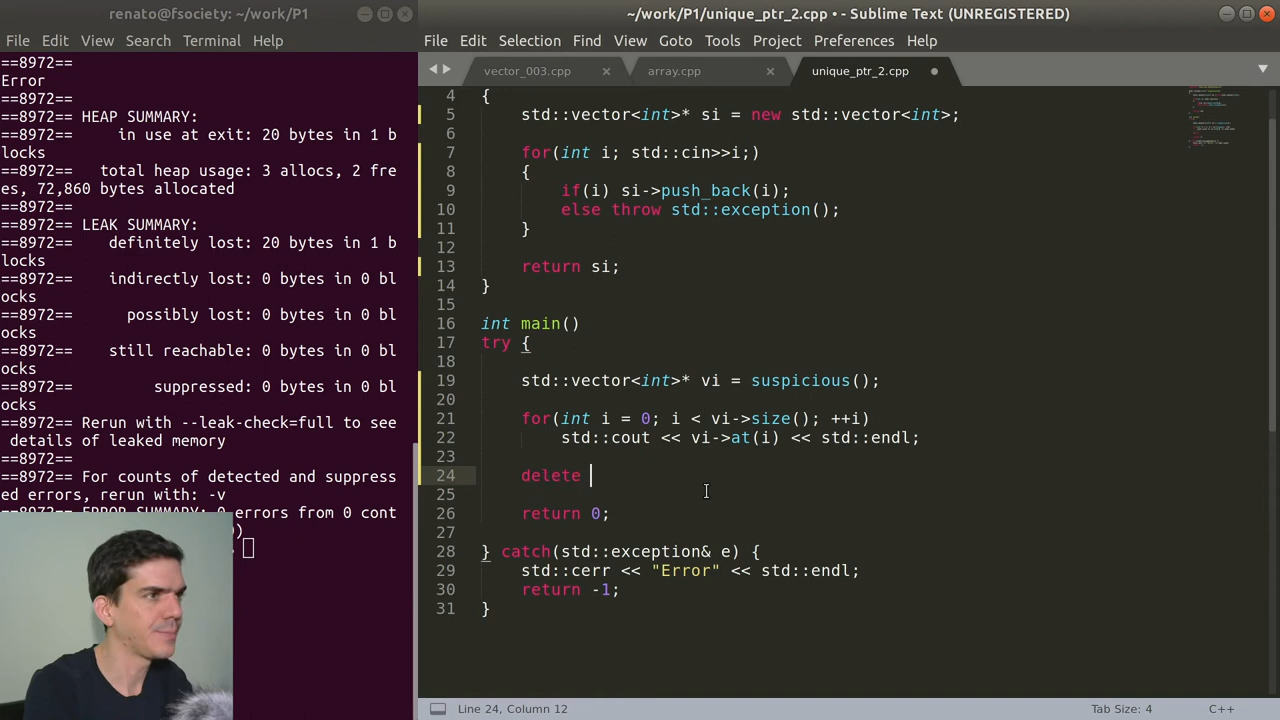 renato@fsociety: ~/work/P1
File Edit View Search Terminal Help
==8972==
Error
==8972==
==8972== HEAP SUMMARY:
==8972==     in use at exit: 20 bytes in 1 b
locks
==8972==   total heap usage: 3 allocs, 2 fre
es, 72,860 bytes allocated
==8972==
==8972== LEAK SUMMARY:
==8972==    definitely lost: 20 bytes in 1 b
locks
==8972==    indirectly lost: 0 bytes in 0 bl
ocks
==8972==      possibly lost: 0 bytes in 0 bl
ocks
==8972==    still reachable: 0 bytes in 0 bl
ocks
==8972==         suppressed: 0 bytes in 0 bl
ocks
==8972== Rerun with --leak-check=full to see
 details of leaked memory
==8972==
==8972== For counts of detected and suppress
ed errors, rerun with: -v
==8972== ERROR SUMMARY: 0 errors from 0 cont
~/work/P1/unique_ptr_2.cpp • - Sublime Text (UNREGISTERED)
File Edit Selection Find View Goto Tools Project Preferences Help
vector_003.cpp × array.cpp × unique_ptr_2.cpp
4 {
5     std::vector<int>* si = new std::vector<int>;
6
7     for(int i; std::cin>>i;)
8     {
9         if(i) si->push_back(i);
10         else throw std::exception();
11     }
12
13     return si;
14 }
15
16 int main()
17 try {
18
19     std::vector<int>* vi = suspicious();
20
21     for(int i = 0; i < vi->size(); ++i)
22         std::cout << vi->at(i) << std::endl;
23
24     delete
25
26     return 0;
27
28 } catch(std::exception& e) {
29     std::cerr << "Error" << std::endl;
30     return -1;
31 }
Line 24, Column 12
Tab Size: 4
C++